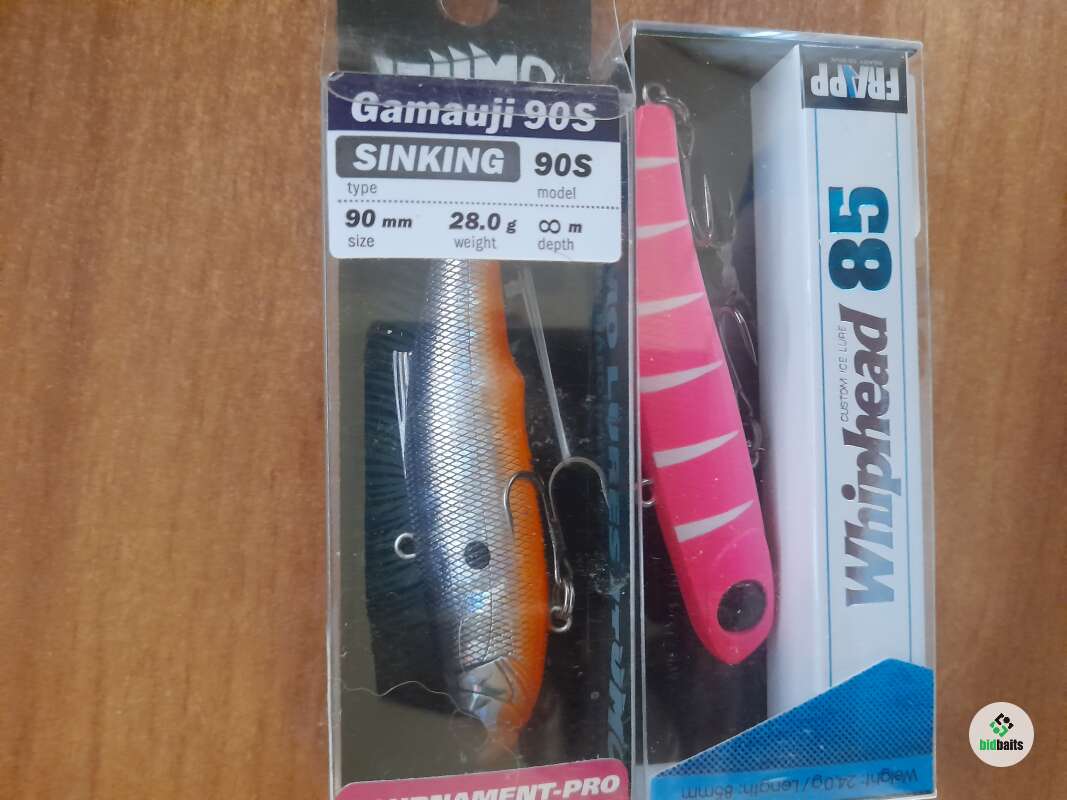 Gamauji 90S
SINKING 90S
type model
90 mm 28.0 g ∞ m
size weight depth
TOURNAMENT-PRO
FRAPP
Whiphead 85
CUSTOM ICE LURE
Weight: 24.0g / Length: 85mm
bidbaits